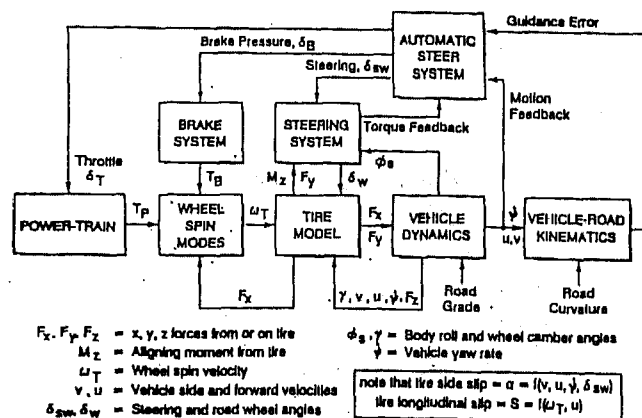 Guidance Error
Brake Pressure, δB
AUTOMATIC
STEER
SYSTEM
Steering, δsw
Motion
Feedback
Torque Feedback
BRAKE
SYSTEM
STEERING
SYSTEM
ϕs
Throttle
δT
TB
Mz Fy
δw
POWER-TRAIN
TP
WHEEL
SPIN
MODES
ωT
TIRE
MODEL
Fx
Fy
VEHICLE
DYNAMICS
ψ̇
u,v
VEHICLE-ROAD
KINEMATICS
Fx
γ, v, u, ψ̇, Fz
Road
Grade
Road
Curvature
Fx, Fy, Fz = x, y, z forces from or on tire
Mz = Aligning moment from tire
ωT = Wheel spin velocity
v, u = Vehicle side and forward velocities
δsw, δw = Steering and road wheel angles
ϕs, γ = Body roll and wheel camber angles
ψ̇ = Vehicle yaw rate
note that tire side slip = α = f(v, u, ψ̇, δsw)
tire longitudinal slip = S = f(ωT, u)